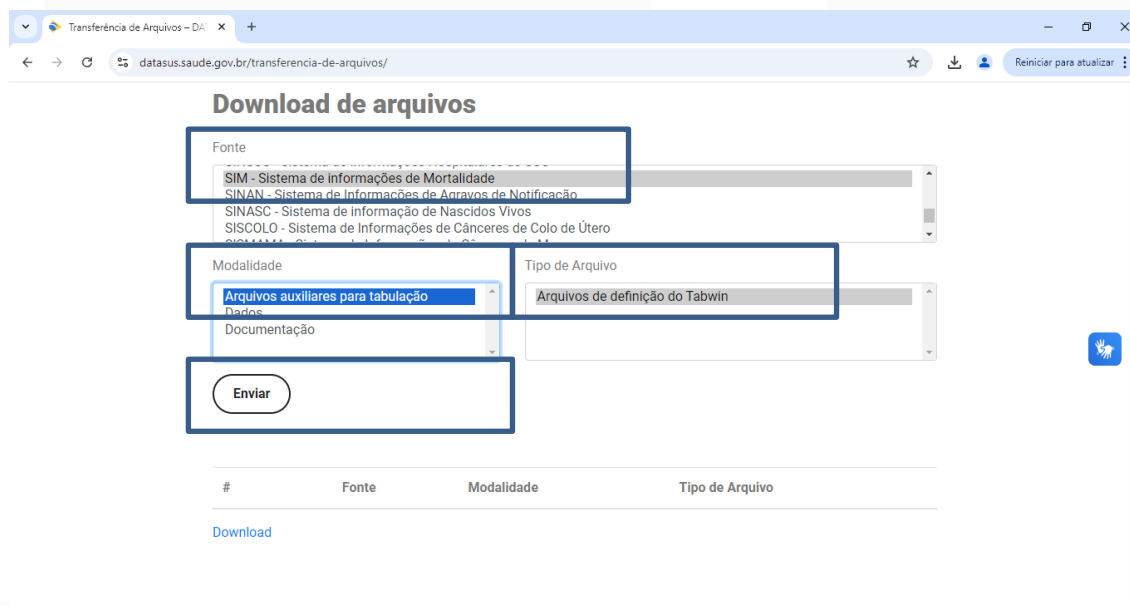 Transferência de Arquivos – DA
datasus.saude.gov.br/transferencia-de-arquivos/
Reiniciar para atualizar
Download de arquivos
Fonte
SIM - Sistema de informações de Mortalidade
SINAN - Sistema de Informações de Agravos de Notificação
SINASC - Sistema de informação de Nascidos Vivos
SISCOLO - Sistema de Informações de Cânceres de Colo de Útero
Modalidade
Tipo de Arquivo
Arquivos auxiliares para tabulação
Arquivos de definição do Tabwin
Dados
Documentação
Enviar
# Fonte Modalidade Tipo de Arquivo
Download